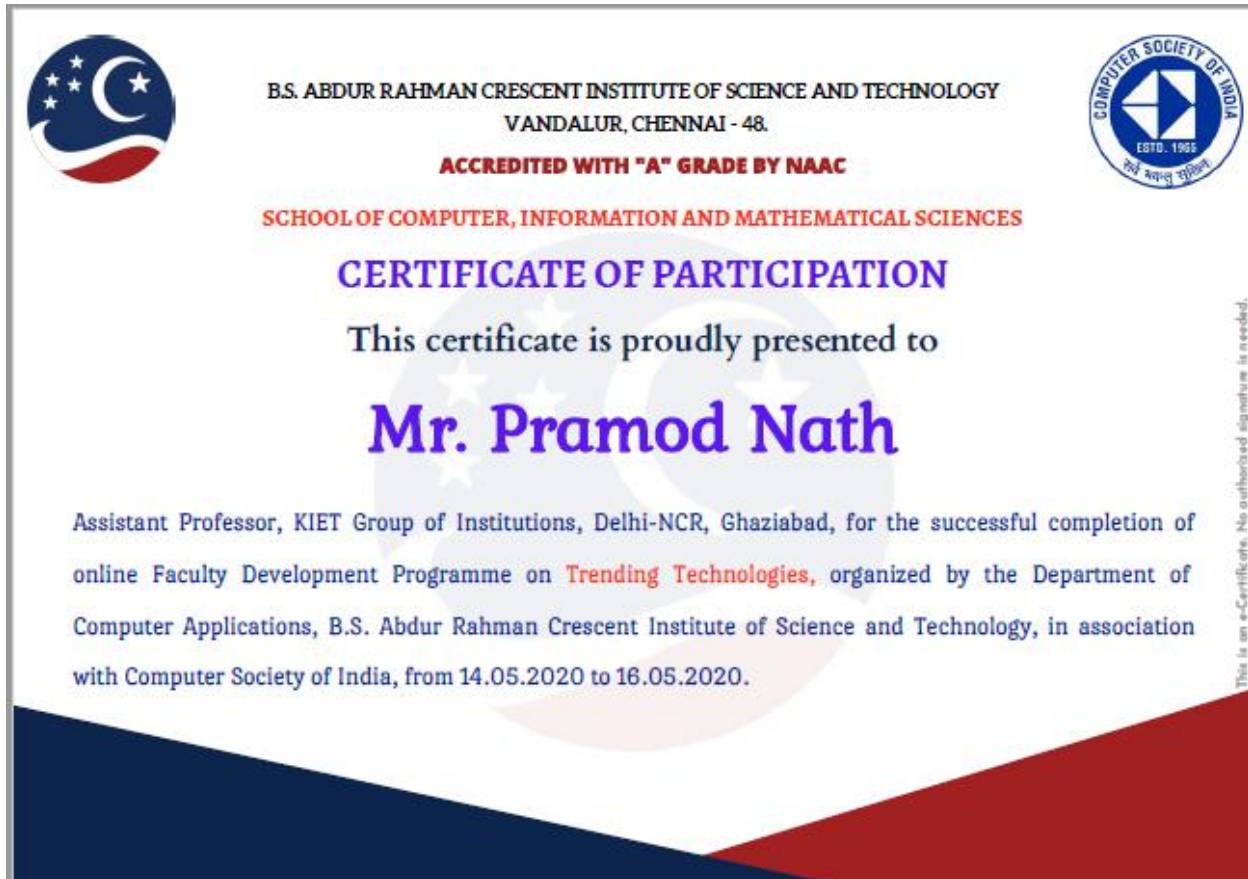 B.S. ABDUR RAHMAN CRESCENT INSTITUTE OF SCIENCE AND TECHNOLOGY
VANDALUR, CHENNAI - 48.
ACCREDITED WITH "A" GRADE BY NAAC
COMPUTER SOCIETY OF INDIA
ESTD. 1965
सर्वे भवन्तु सुखिनः
SCHOOL OF COMPUTER, INFORMATION AND MATHEMATICAL SCIENCES
CERTIFICATE OF PARTICIPATION
This certificate is proudly presented to
Mr. Pramod Nath
Assistant Professor, KIET Group of Institutions, Delhi-NCR, Ghaziabad, for the successful completion of
online Faculty Development Programme on Trending Technologies, organized by the Department of
Computer Applications, B.S. Abdur Rahman Crescent Institute of Science and Technology, in association
with Computer Society of India, from 14.05.2020 to 16.05.2020.
This is an e-Certificate. No authorized signature is needed.